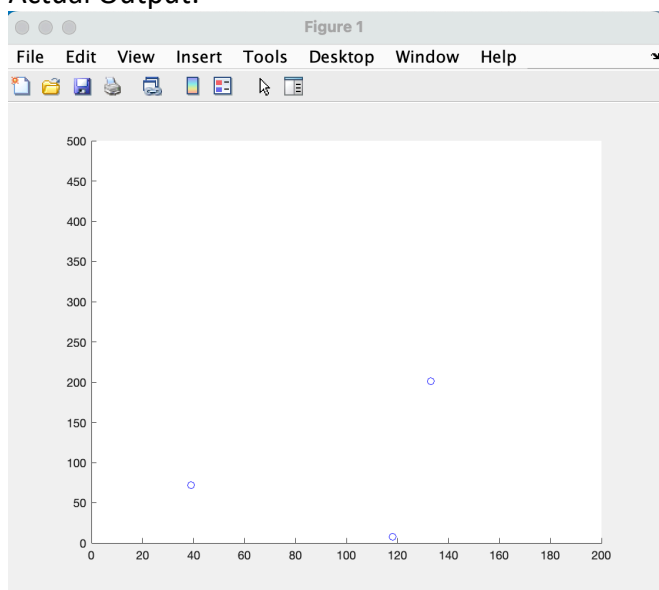 Actual Output:
Figure 1
File Edit View Insert Tools Desktop Window Help
500
450
400
350
300
250
200
150
100
50
0
0 20 40 60 80 100 120 140 160 180 200